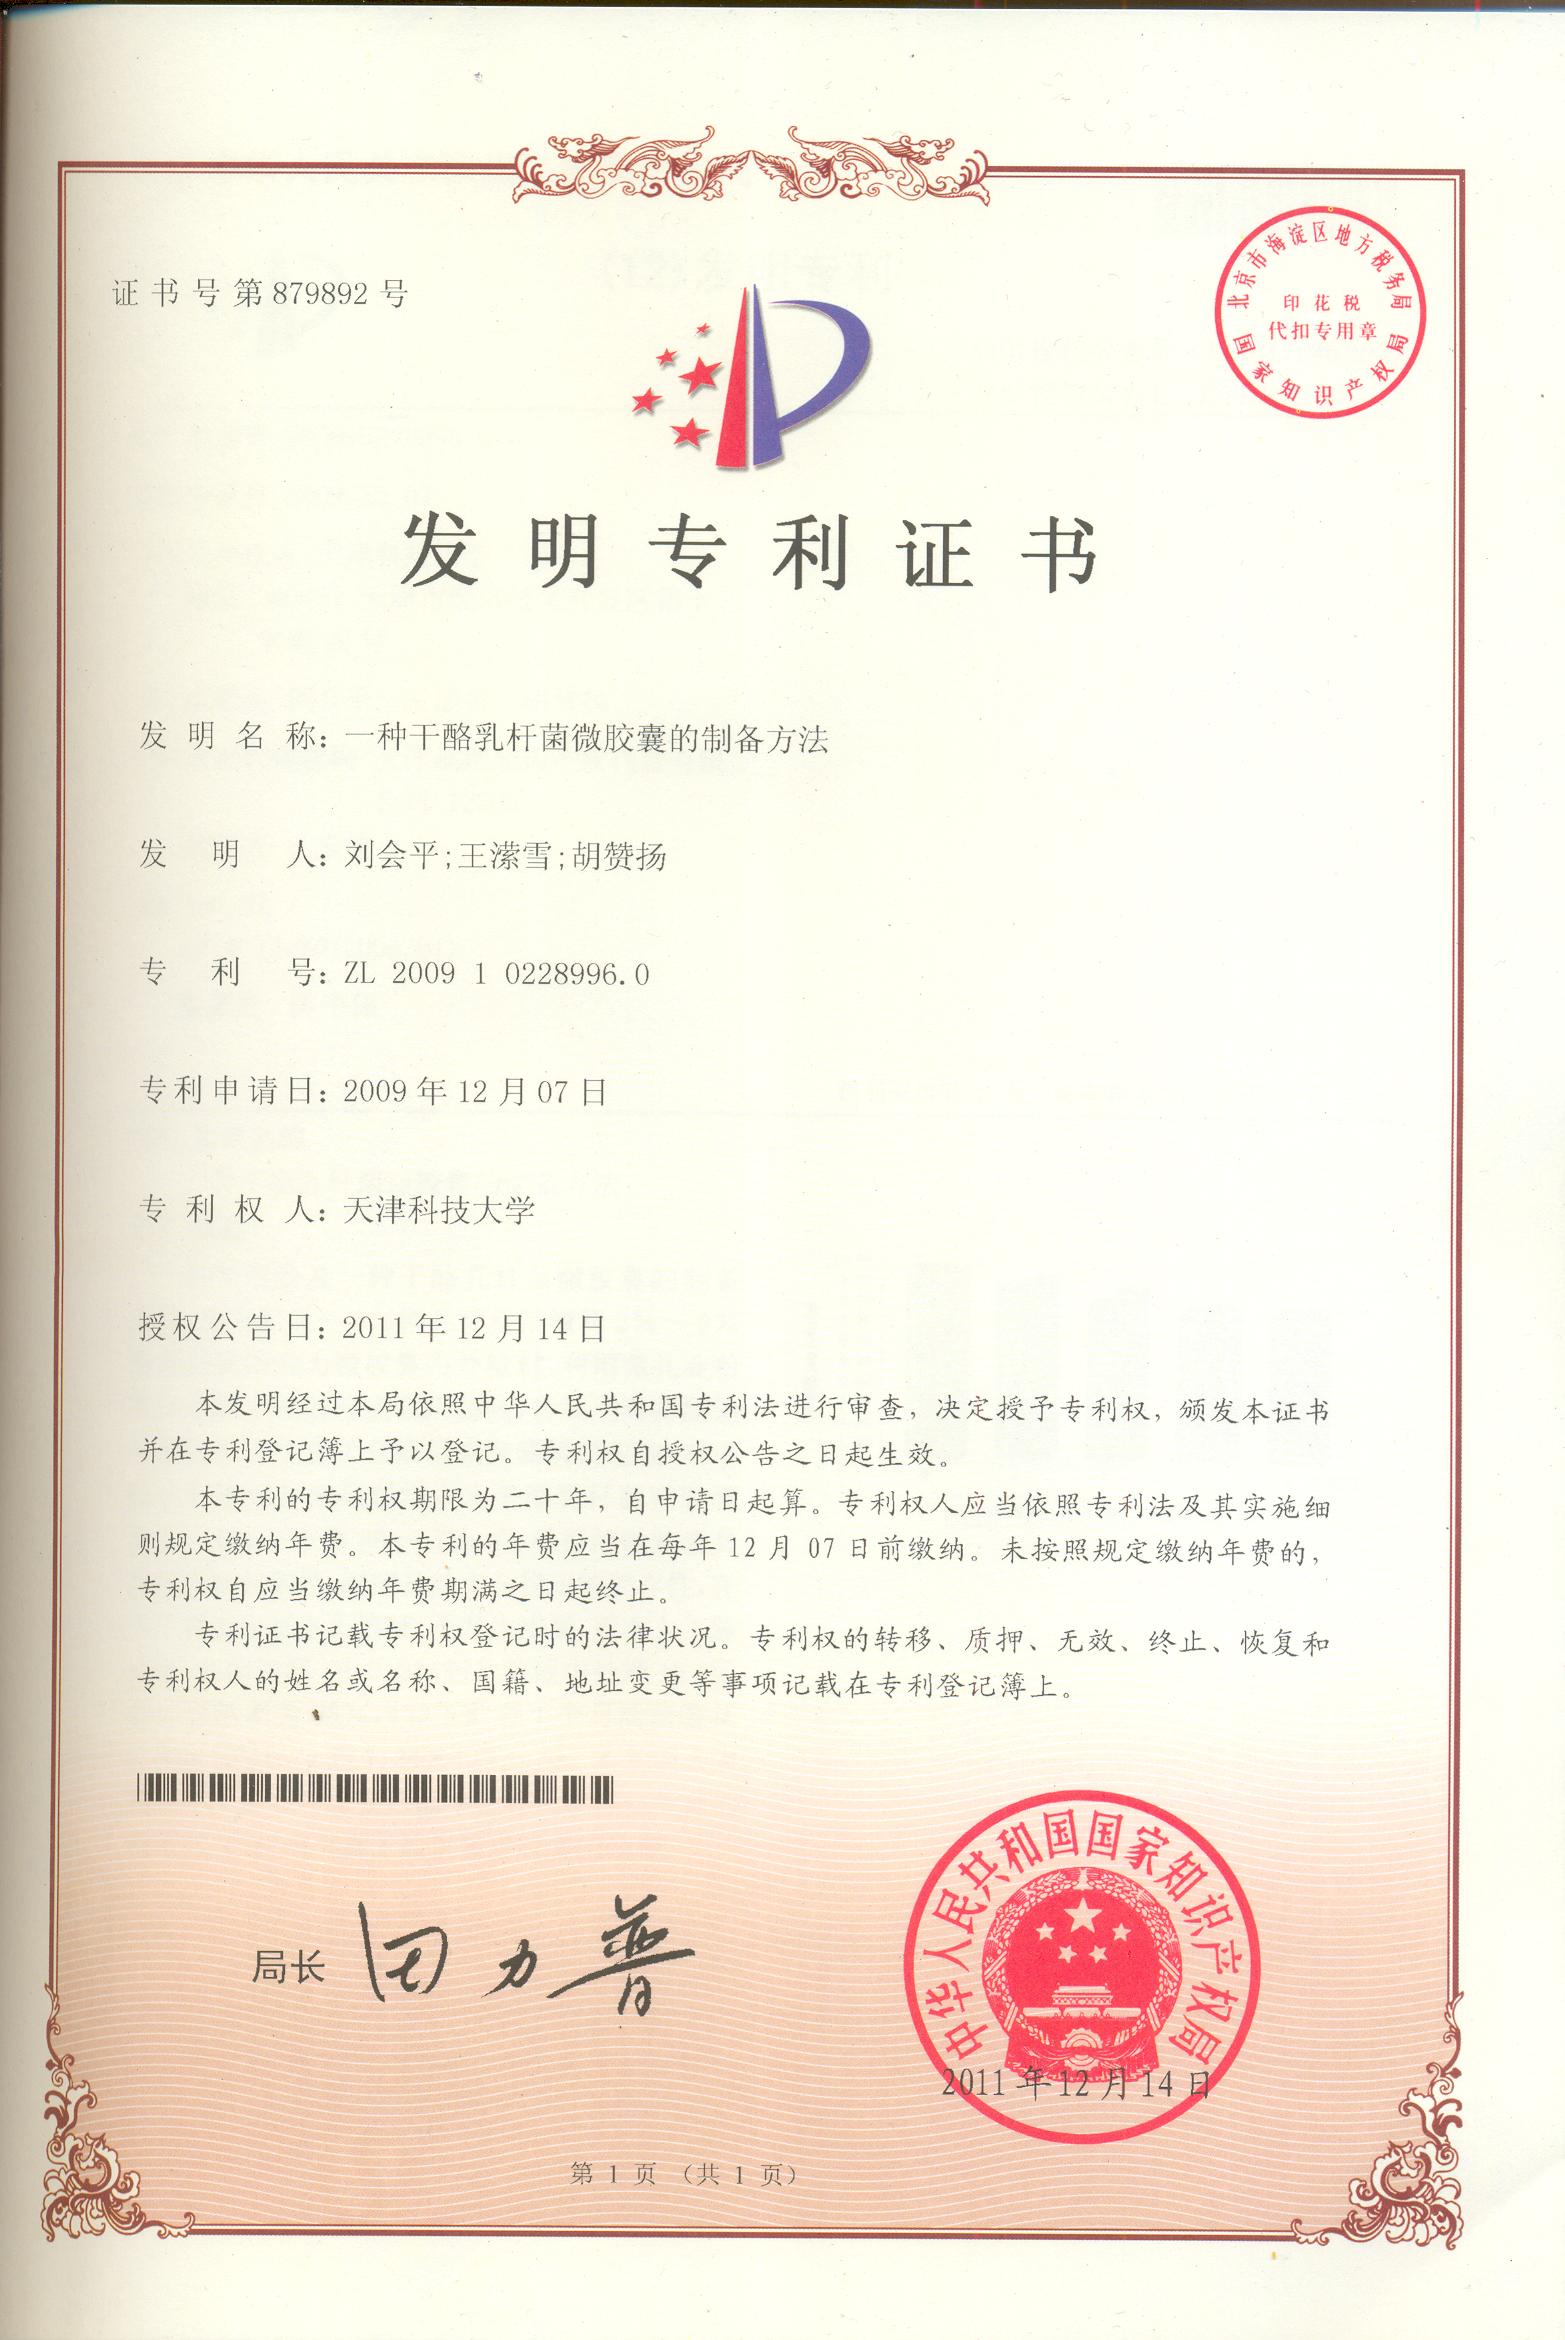 证书号第879892号
北京市海淀区地方税务局
印花税
代扣专用章
国家知识产权局
发明专利证书
发明名称：一种干酪乳杆菌微胶囊的制备方法
发明人：刘会平;王潆雪;胡赞扬
专利号：ZL 2009 1 0228996.0
专利申请日：2009年12月07日
专利权人：天津科技大学
授权公告日：2011年12月14日
本发明经过本局依照中华人民共和国专利法进行审查，决定授予专利权，颁发本证书
并在专利登记簿上予以登记。专利权自授权公告之日起生效。
本专利的专利权期限为二十年，自申请日起算。专利权人应当依照专利法及其实施细
则规定缴纳年费。本专利的年费应当在每年12月07日前缴纳。未按照规定缴纳年费的，
专利权自应当缴纳年费期满之日起终止。
专利证书记载专利权登记时的法律状况。专利权的转移、质押、无效、终止、恢复和
专利权人的姓名或名称、国籍、地址变更等事项记载在专利登记簿上。
局长 田力普
中华人民共和国国家知识产权局
2011年12月14日
第1页（共1页）